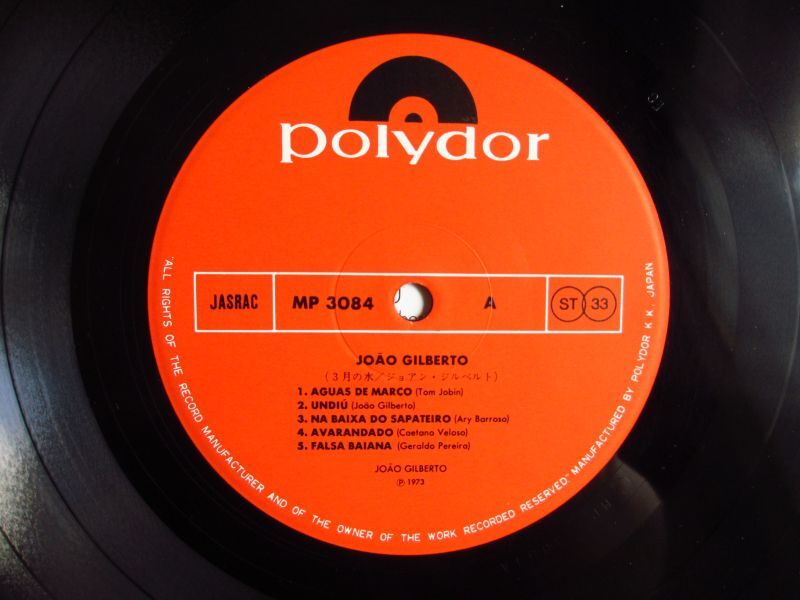 polydor
JASRAC MP 3084 A ST 33
JOÃO GILBERTO
(3月の水/ジョアン・ジルベルト)
1. AGUAS DE MARÇO (Tom Jobin)
2. UNDIÚ (João Gilberto)
3. NA BAIXA DO SAPATEIRO (Ary Barroso)
4. AVARANDADO (Caetano Veloso)
5. FALSA BAIANA (Geraldo Pereira)
JOÃO GILBERTO
Ⓟ 1973
"ALL RIGHTS OF THE RECORD MANUFACTURER AND OF THE OWNER OF THE WORK RECORDED RESERVED." MANUFACTURED BY POLYDOR K.K. JAPAN